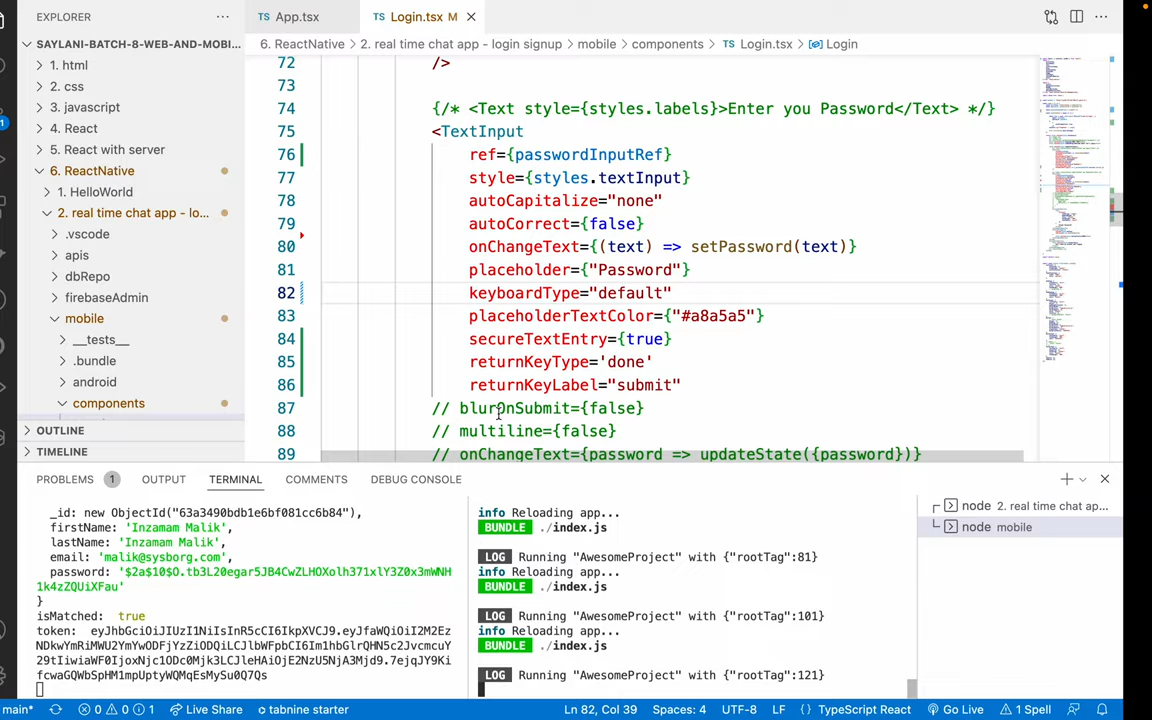 EXPLORER
···
TS App.tsx
TS Login.tsx M ×
SAYLANI-BATCH-8-WEB-AND-MOBI...
6. ReactNative > 2. real time chat app - login signup > mobile > components > TS Login.tsx > Login
1. html
2. css
3. javascript
4. React
5. React with server
6. ReactNative
1. HelloWorld
2. real time chat app - lo...
.vscode
apis
dbRepo
firebaseAdmin
mobile
__tests__
.bundle
android
components
OUTLINE
TIMELINE
72 />
73
74 {/* <Text style={styles.labels}>Enter you Password</Text> */}
75 <TextInput
76 ref={passwordInputRef}
77 style={styles.textInput}
78 autoCapitalize="none"
79 autoCorrect={false}
80 onChangeText={(text) => setPassword(text)}
81 placeholder={"Password"}
82 keyboardType="default"
83 placeholderTextColor={"#a8a5a5"}
84 secureTextEntry={true}
85 returnKeyType='done'
86 returnKeyLabel="submit"
87 // blurOnSubmit={false}
88 // multiline={false}
89 // onChangeText={password => updateState({password})}
PROBLEMS 1 OUTPUT TERMINAL COMMENTS DEBUG CONSOLE
_id: new ObjectId("63a3490bdb1e6bf081cc6b84"),
firstName: 'Inzamam Malik',
lastName: 'Inzamam Malik',
email: 'malik@sysborg.com',
password: '$2a$10$O.tb3L20egar5JB4CwZLHOXolh371xlY3Z0x3mWNH
1k4zZQUiXFau'
}
isMatched: true
info Reloading app...
BUNDLE ./index.js
LOG Running "AwesomeProject" with {"rootTag":81}
info Reloading app...
BUNDLE ./index.js
LOG Running "AwesomeProject" with {"rootTag":101}
info Reloading app...
BUNDLE ./index.js
LOG Running "AwesomeProject" with {"rootTag":121}
node 2. real time chat ap...
node mobile
main* 0 0 1 Live Share tabnine starter Ln 82, Col 39 Spaces: 4 UTF-8 LF {} TypeScript React Go Live 1 Spell